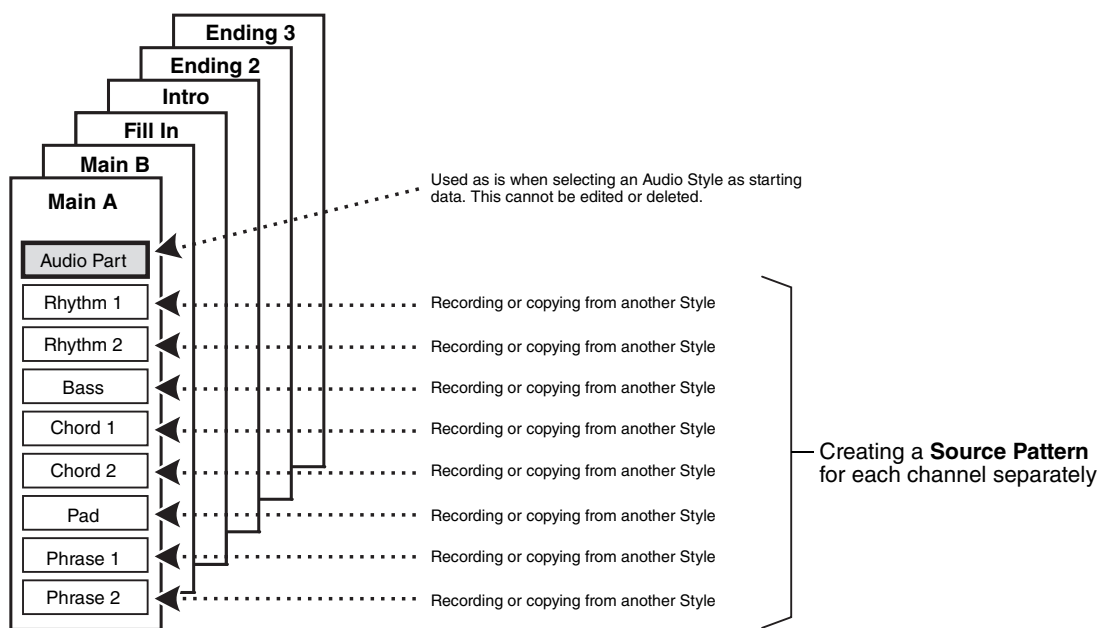 Ending 3
Ending 2
Intro
Fill In
Main B
Main A
Used as is when selecting an Audio Style as starting
data. This cannot be edited or deleted.
Audio Part
Rhythm 1
Recording or copying from another Style
Rhythm 2
Recording or copying from another Style
Bass
Recording or copying from another Style
Chord 1
Recording or copying from another Style
Chord 2
Recording or copying from another Style
Pad
Recording or copying from another Style
Phrase 1
Recording or copying from another Style
Phrase 2
Recording or copying from another Style
Creating a Source Pattern
for each channel separately